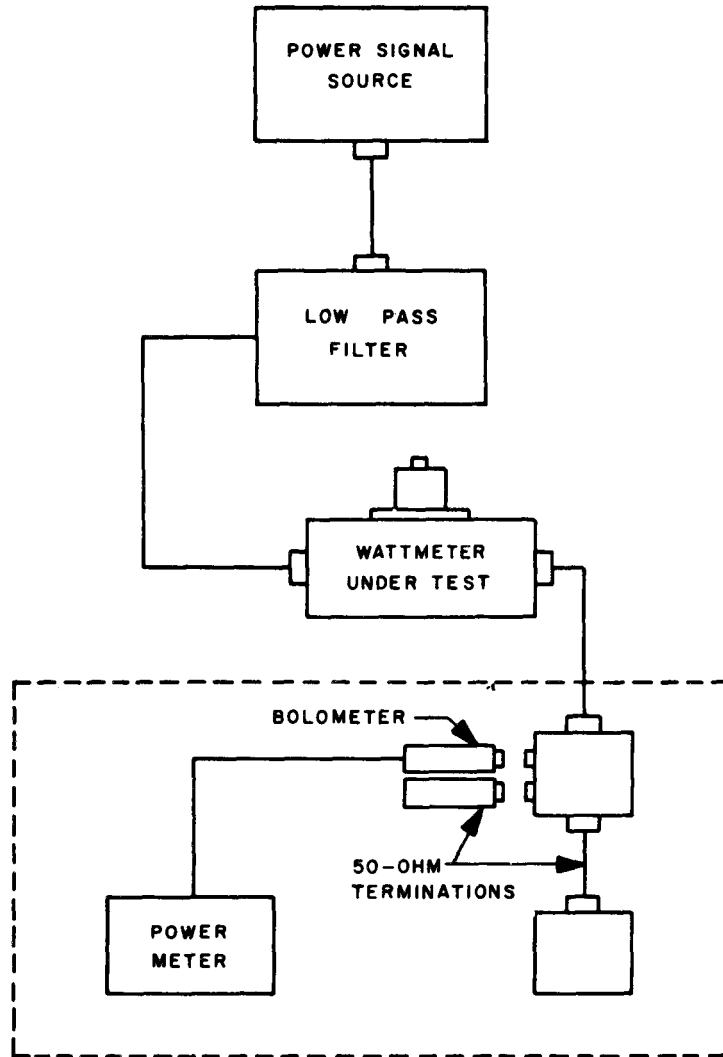 POWER SIGNAL
SOURCE
LOW PASS
FILTER
WATTMETER
UNDER TEST
BOLOMETER
50-OHM
TERMINATIONS
POWER
METER